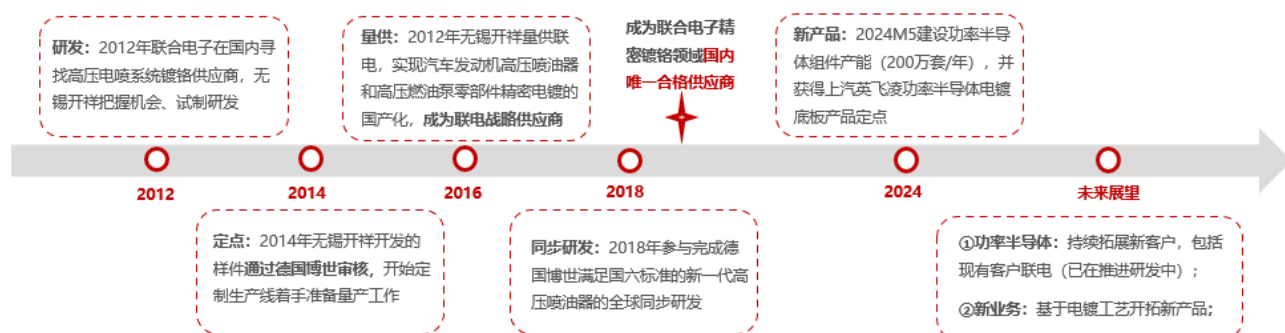 研发：2012年联合电子在国内寻
找高压电喷系统镀铬供应商，无
锡开祥把握机会、试制研发
量供：2012年无锡开祥量供联
电，实现汽车发动机高压喷油器
和高压燃油泵零部件精密电镀的
国产化，成为联电战略供应商
成为联合电子精
密镀铬领域国内
唯一合格供应商
新产品：2024M5建设功率半导
体组件产能（200万套/年），并
获得上汽英飞凌功率半导体电镀
底板产品定点
2012
2014
2016
2018
2024
未来展望
定点：2014年无锡开祥开发的
样件通过德国博世审核，开始定
制生产线着手准备量产工作
同步研发：2018年参与完成德
国博世满足国六标准的新一代高
压喷油器的全球同步研发
①功率半导体：持续拓展新客户，包括
现有客户联电（已在推进研发中）；
②新业务：基于电镀工艺开拓新产品；